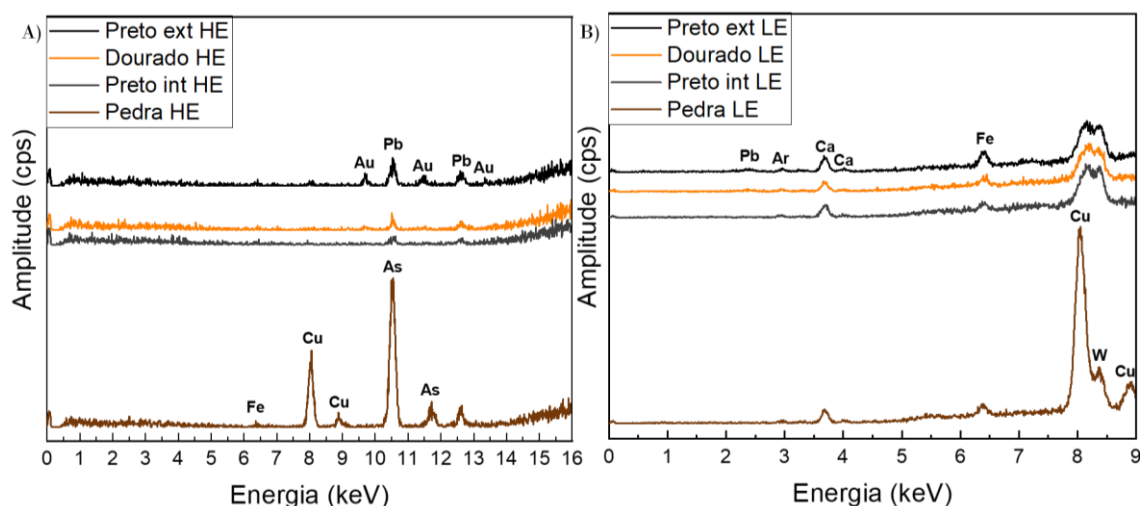 A)
Preto ext HE
Dourado HE
Preto int HE
Pedra HE
Amplitude (cps)
Au
Pb
Au
Pb
Au
Fe
Cu
Cu
As
As
0 1 2 3 4 5 6 7 8 9 10 11 12 13 14 15 16
Energia (keV)
B)
Preto ext LE
Dourado LE
Preto int LE
Pedra LE
Amplitude (cps)
Pb
Ar
Ca
Ca
Fe
Cu
W
Cu
0 1 2 3 4 5 6 7 8 9
Energia (keV)